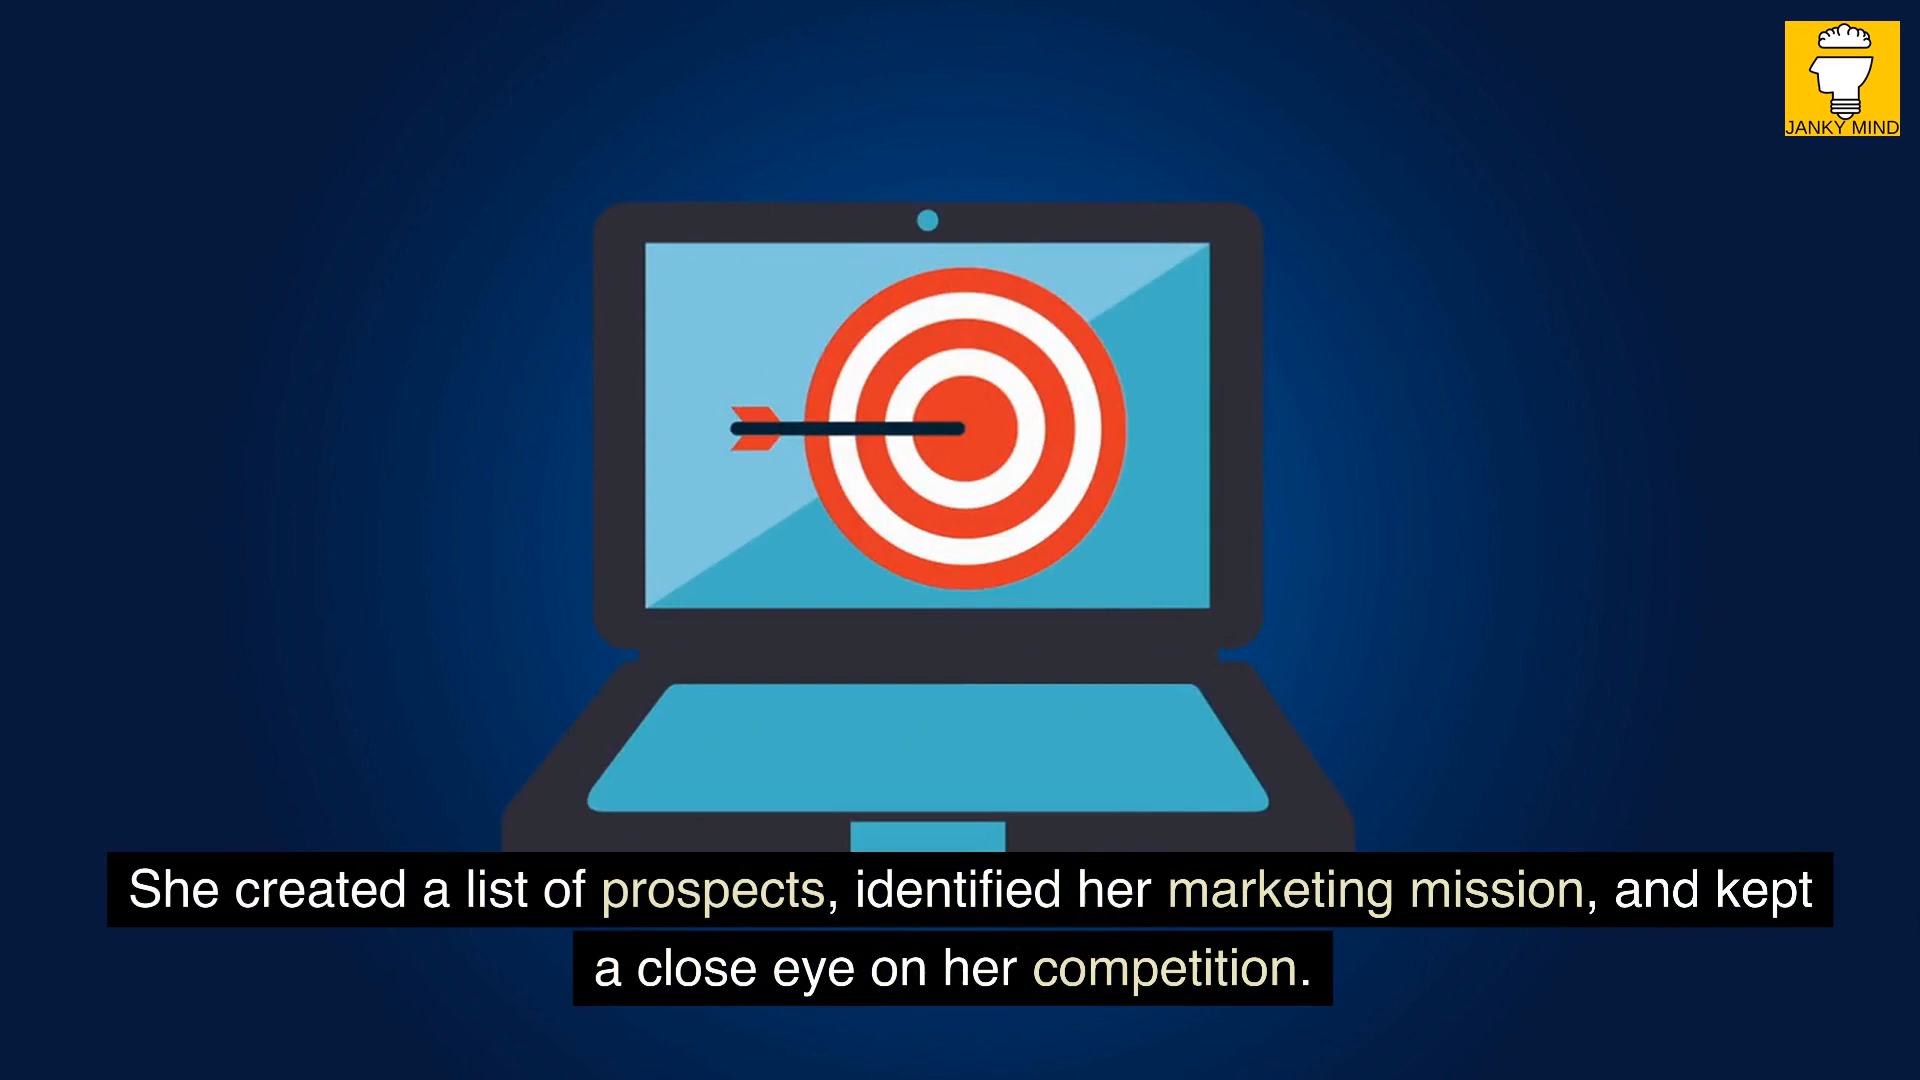 JANKY MIND
She created a list of prospects, identified her marketing mission, and kept
a close eye on her competition.